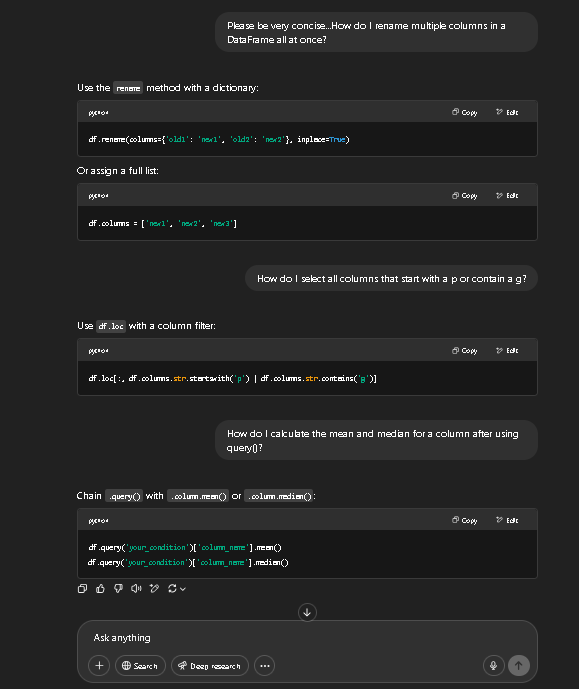 Please be very concise...How do I rename multiple columns in a
DataFrame all at once?
Use the rename method with a dictionary:
python
Copy
Edit
df.rename(columns={'old1': 'new1', 'old2': 'new2'}, inplace=True)
Or assign a full list:
python
Copy
Edit
df.columns = ['new1', 'new2', 'new3']
How do I select all columns that start with a p or contain a g?
Use df.loc with a column filter:
python
Copy
Edit
df.loc[:, df.columns.str.startswith('p') | df.columns.str.contains('g')]
How do I calculate the mean and median for a column after using
query()?
Chain .query() with .column.mean() or .column.median():
python
Copy
Edit
df.query('your_condition')['column_name'].mean()
df.query('your_condition')['column_name'].median()
Ask anything
Search
Deep research